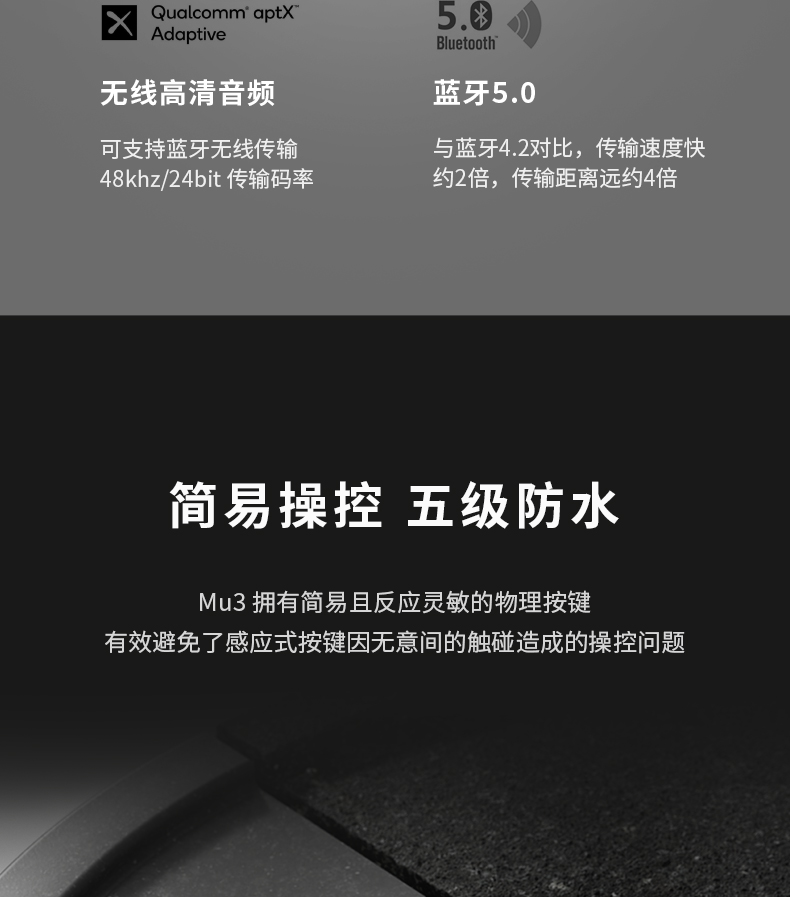 Qualcomm® aptX™
Adaptive
无线高清音频
可支持蓝牙无线传输
48khz/24bit 传输码率
5.0
Bluetooth™
蓝牙5.0
与蓝牙4.2对比，传输速度快
约2倍，传输距离远约4倍
简易操控 五级防水
Mu3 拥有简易且反应灵敏的物理按键
有效避免了感应式按键因无意间的触碰造成的操控问题